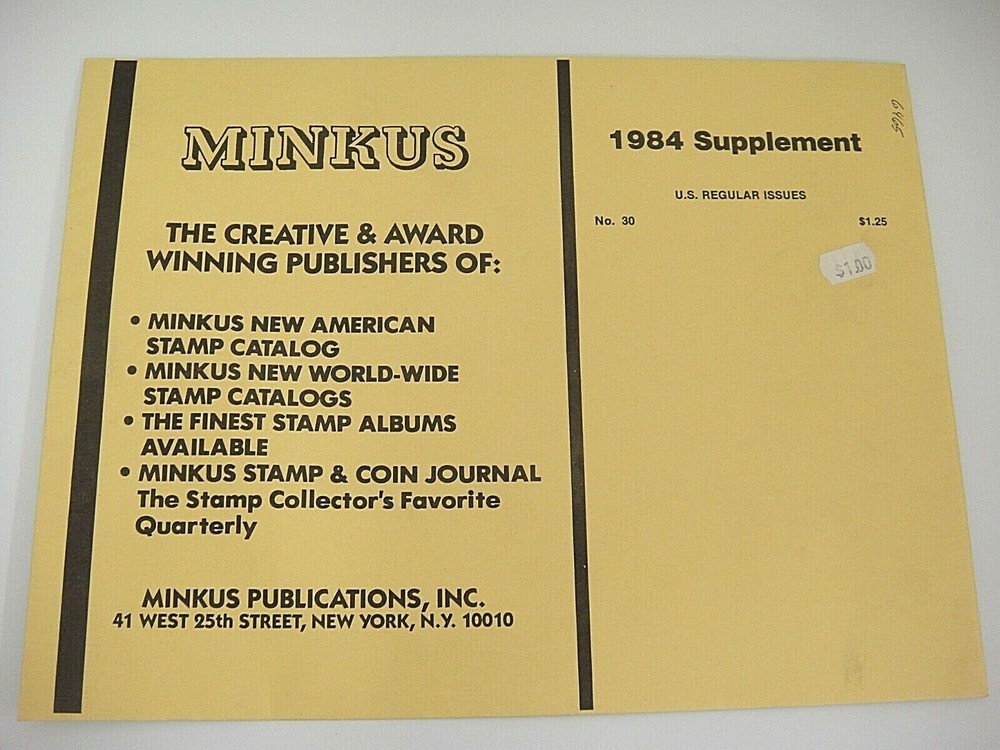 MINKUS
THE CREATIVE & AWARD
WINNING PUBLISHERS OF:
• MINKUS NEW AMERICAN
STAMP CATALOG
• MINKUS NEW WORLD-WIDE
STAMP CATALOGS
• THE FINEST STAMP ALBUMS
AVAILABLE
• MINKUS STAMP & COIN JOURNAL
The Stamp Collector's Favorite
Quarterly
MINKUS PUBLICATIONS, INC.
41 WEST 25th STREET, NEW YORK, N.Y. 10010
1984 Supplement
U.S. REGULAR ISSUES
No. 30 $1.25
$1.00